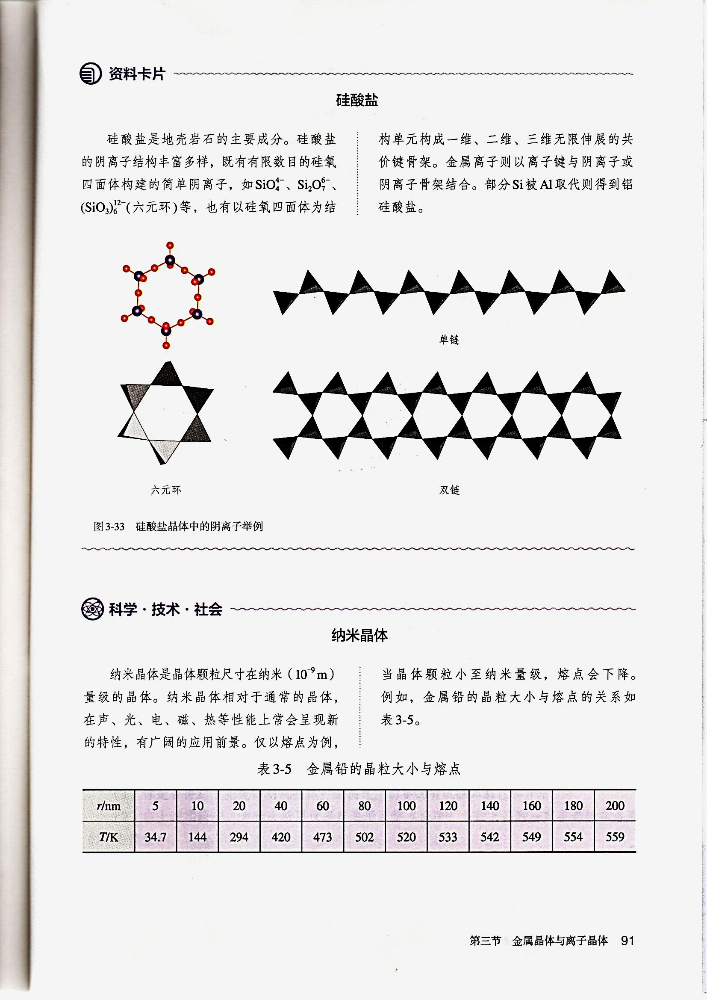 资料卡片
硅酸盐
硅酸盐是地壳岩石的主要成分。硅酸盐
的阴离子结构丰富多样，既有有限数目的硅氧
四面体构建的简单阴离子，如SiO₄⁴⁻、Si₂O₇⁶⁻、
(SiO₃)₆¹²⁻(六元环)等，也有以硅氧四面体为结
构单元构成一维、二维、三维无限伸展的共
价键骨架。金属离子则以离子键与阴离子或
阴离子骨架结合。部分Si被Al取代则得到铝
硅酸盐。
单链
六元环
双链
图3-33 硅酸盐晶体中的阴离子举例
科学·技术·社会
纳米晶体
纳米晶体是晶体颗粒尺寸在纳米（10⁻⁹m）
量级的晶体。纳米晶体相对于通常的晶体，
在声、光、电、磁、热等性能上常会呈现新
的特性，有广阔的应用前景。仅以熔点为例，
当晶体颗粒小至纳米量级，熔点会下降。
例如，金属铅的晶粒大小与熔点的关系如
表3-5。
表3-5 金属铅的晶粒大小与熔点
r/nm 5 10 20 40 60 80 100 120 140 160 180 200
T/K 34.7 144 294 420 473 502 520 533 542 549 554 559
第三节 金属晶体与离子晶体 91